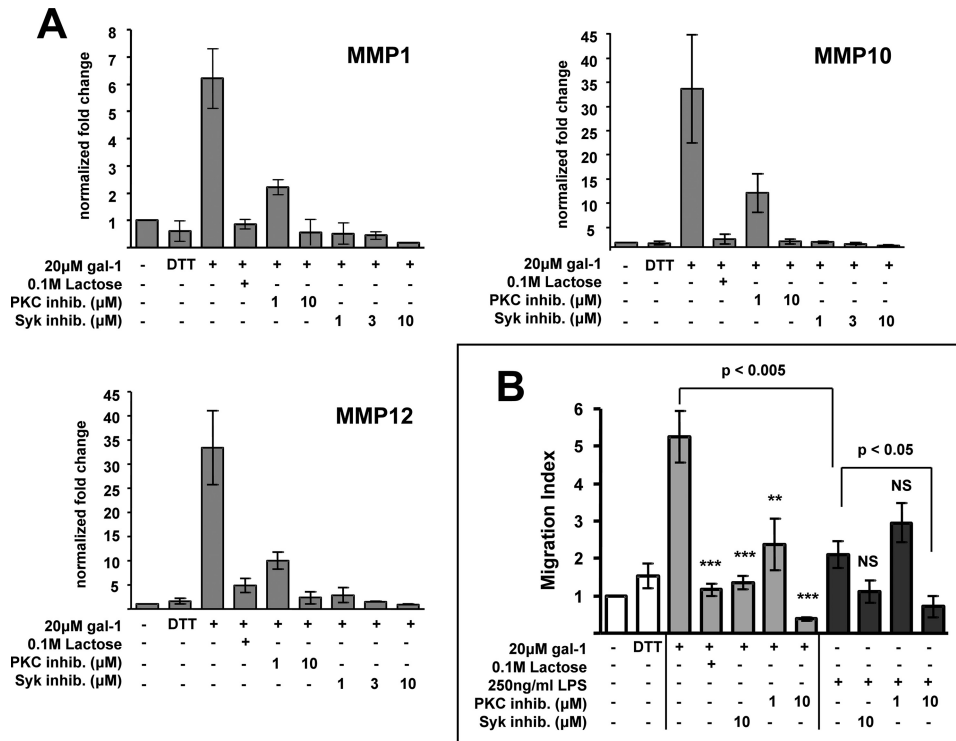 A
MMP1
normalized fold change
8
7
6
5
4
3
2
1
20µM gal-1 - DTT + + + + + + +
0.1M Lactose - - - + - - - - -
PKC inhib. (µM) - - - - 1 10 - - -
Syk inhib. (µM) - - - - - - 1 3 10
MMP10
normalized fold change
45
40
35
30
25
20
15
10
5
20µM gal-1 - DTT + + + + + + +
0.1M Lactose - - - + - - - - -
PKC inhib. (µM) - - - - 1 10 - - -
Syk inhib. (µM) - - - - - - 1 3 10
MMP12
normalized fold change
45
40
35
30
25
20
15
10
5
20µM gal-1 - DTT + + + + + + +
0.1M Lactose - - - + - - - - -
PKC inhib. (µM) - - - - 1 10 - - -
Syk inhib. (µM) - - - - - - 1 3 10
B
p < 0.005
p < 0.05
Migration Index
6
5
4
3
2
1
0
*** *** ** *** NS NS
20µM gal-1 - DTT + + + + + - - - -
0.1M Lactose - - - + - - - - - - -
250ng/ml LPS - - - - - - - + + + +
PKC inhib. (µM) - - - - - 1 10 - - 1 10
Syk inhib. (µM) - - - - 10 - - - 10 - -